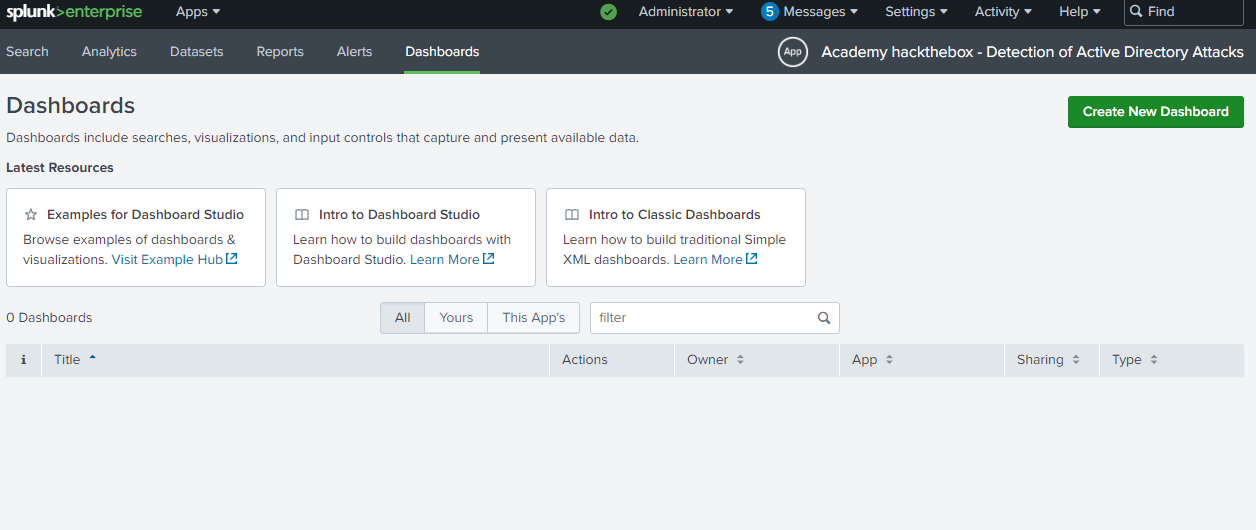 splunk>enterprise Apps Administrator 5 Messages Settings Activity Help Find
Search Analytics Datasets Reports Alerts Dashboards App Academy hackthebox - Detection of Active Directory Attacks
Dashboards
Create New Dashboard
Dashboards include searches, visualizations, and input controls that capture and present available data.
Latest Resources
Examples for Dashboard Studio
Browse examples of dashboards &
visualizations. Visit Example Hub
Intro to Dashboard Studio
Learn how to build dashboards with
Dashboard Studio. Learn More
Intro to Classic Dashboards
Learn how to build traditional Simple
XML dashboards. Learn More
0 Dashboards All Yours This App's filter
i Title Actions Owner App Sharing Type